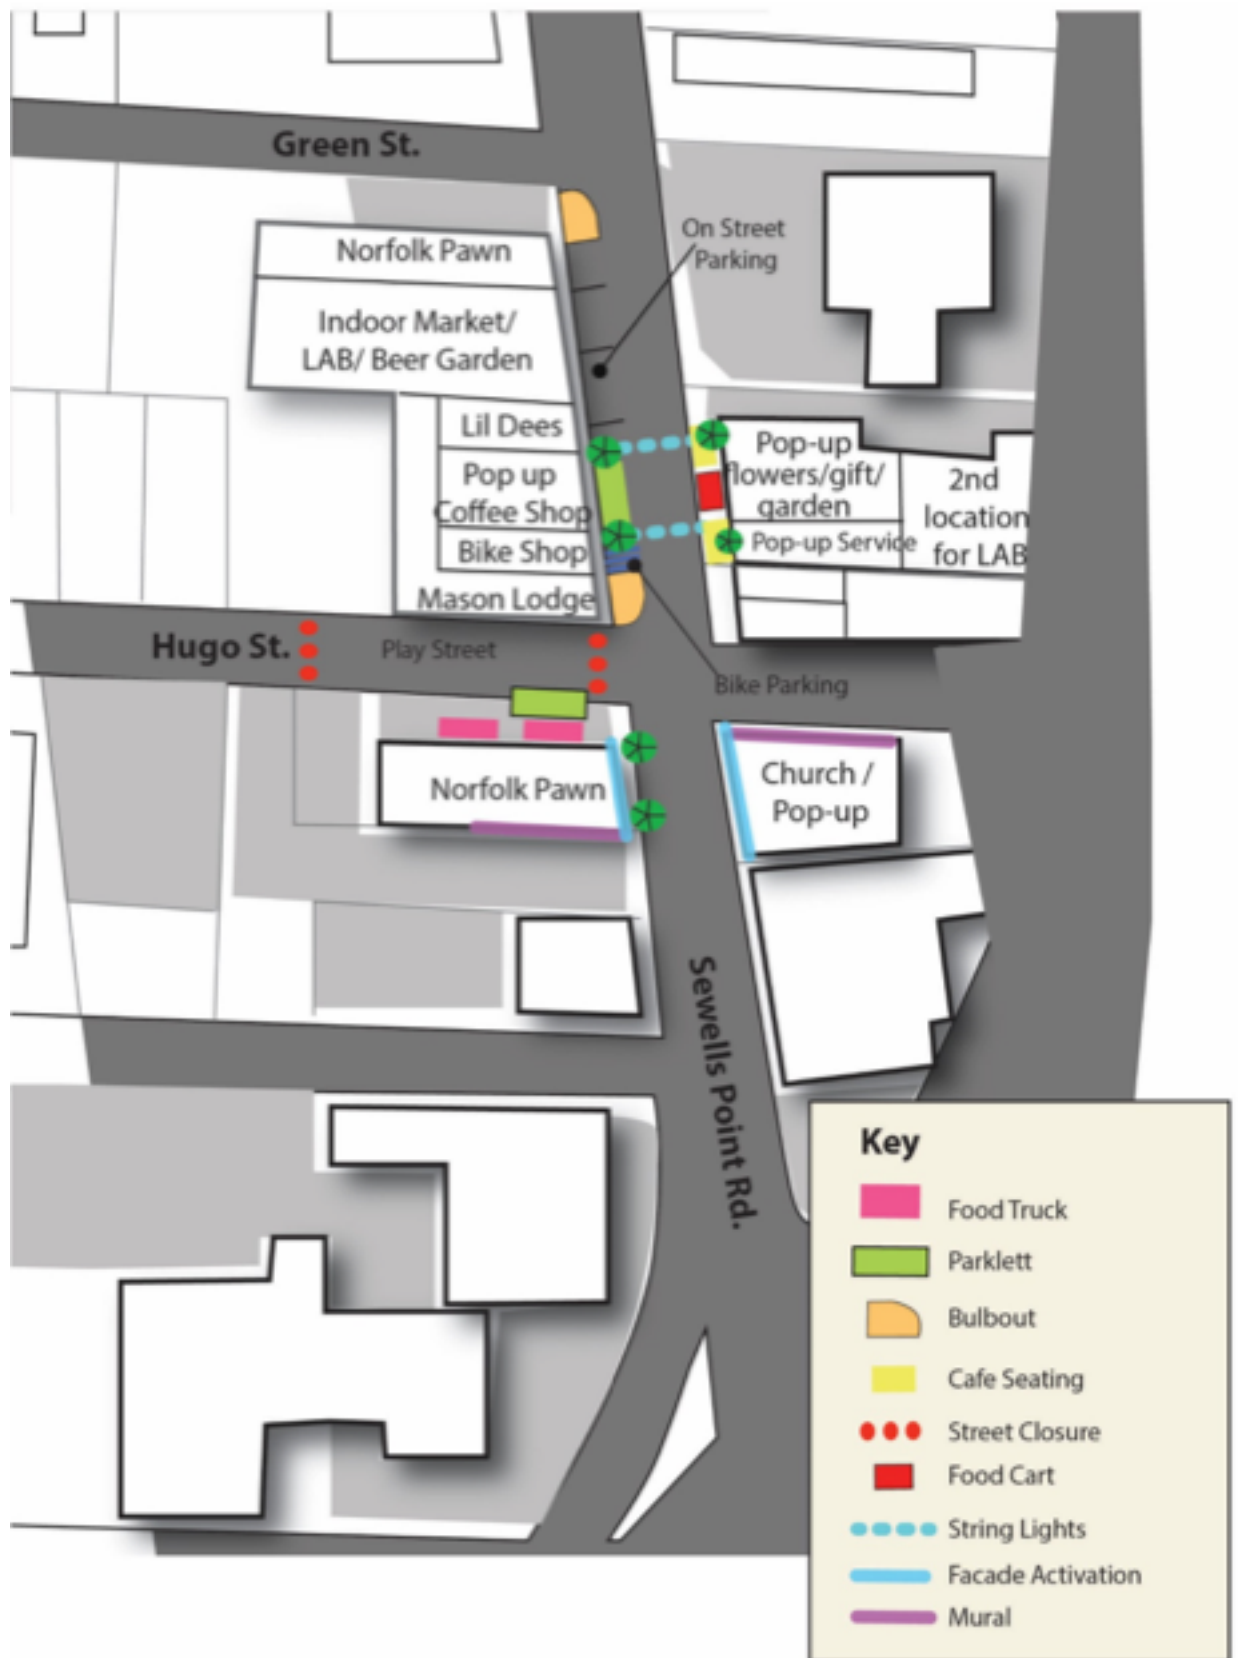 Green St.
On Street
Parking
Norfolk Pawn
Indoor Market/
LAB/ Beer Garden
Lil Dees
Pop up
Coffee Shop
Bike Shop
Mason Lodge
Pop-up
flowers/gift/
garden
Pop-up Service
2nd
location
for LAB
Hugo St.
Play Street
Bike Parking
Norfolk Pawn
Church /
Pop-up
Sewells Point Rd.
Key
Food Truck
Parklett
Bulbout
Cafe Seating
Street Closure
Food Cart
String Lights
Facade Activation
Mural